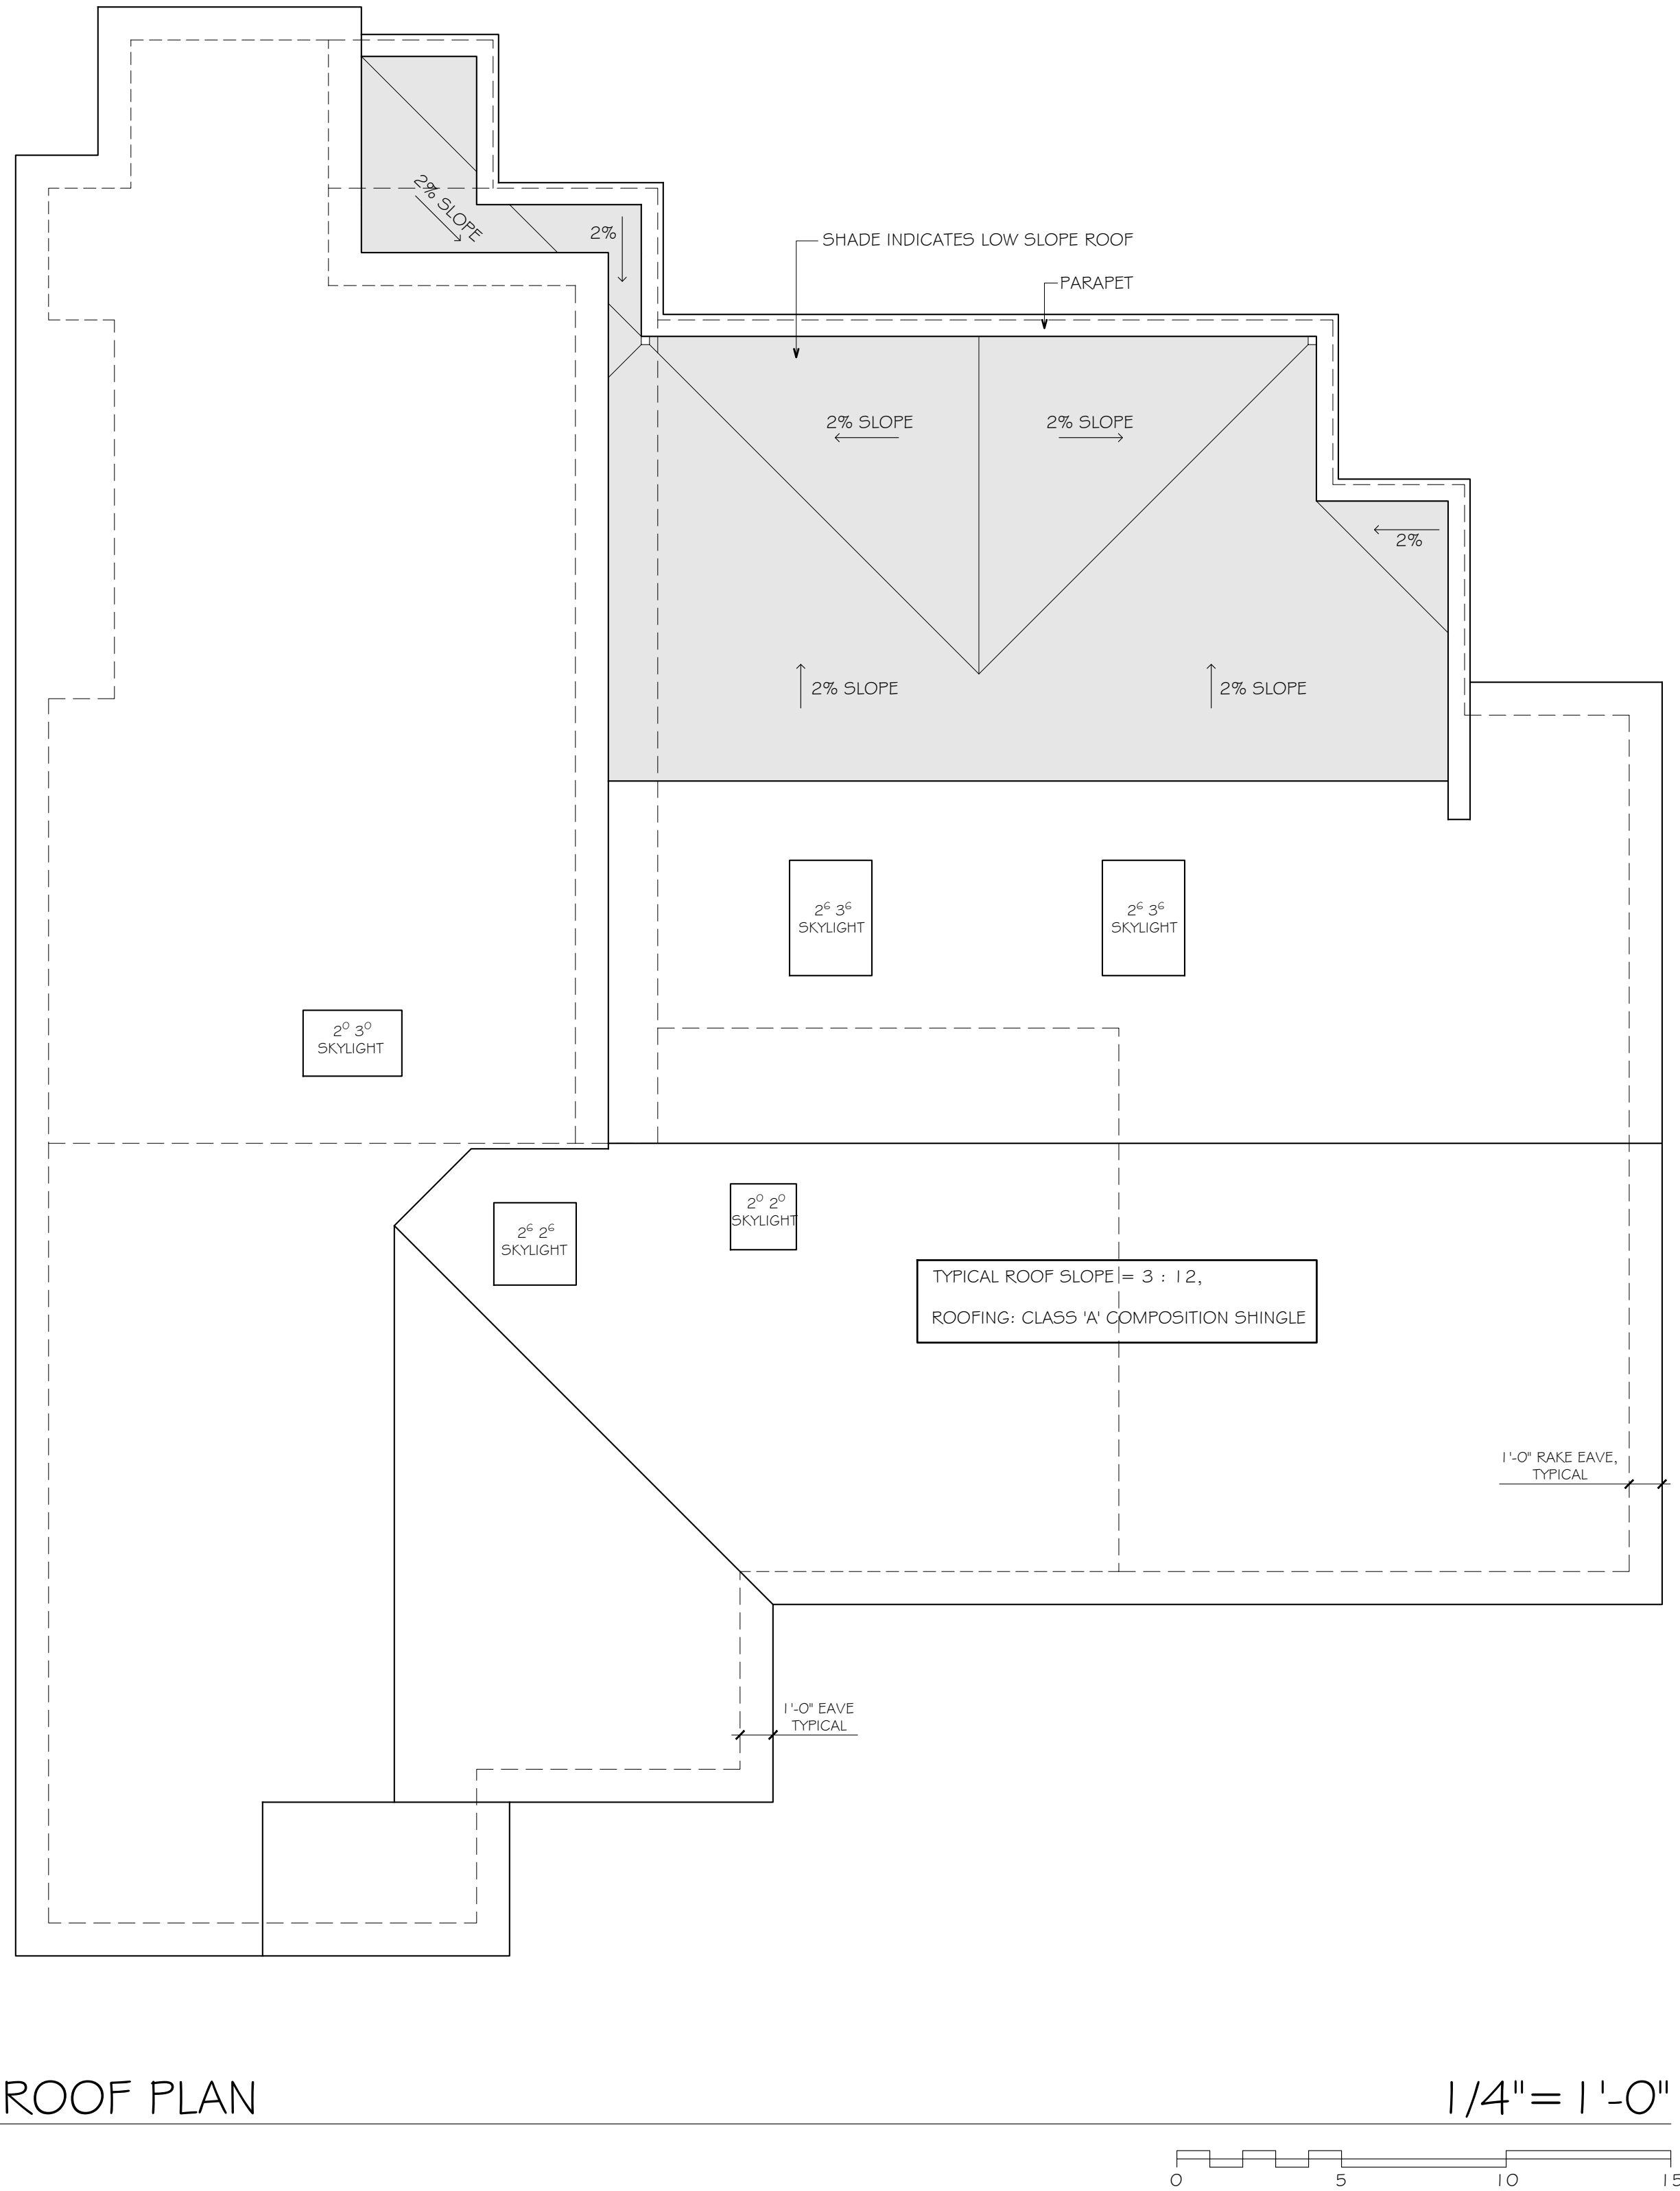 2% SLOPE
2%
SHADE INDICATES LOW SLOPE ROOF
PARAPET
2% SLOPE
2% SLOPE
2%
2% SLOPE
2% SLOPE
2⁶ 3⁶
SKYLIGHT
2⁶ 3⁶
SKYLIGHT
2⁰ 3⁰
SKYLIGHT
2⁶ 2⁶
SKYLIGHT
2⁰ 2⁰
SKYLIGHT
TYPICAL ROOF SLOPE = 3 : 12,
ROOFING: CLASS 'A' COMPOSITION SHINGLE
1'-0" RAKE EAVE,
TYPICAL
1'-0" EAVE
TYPICAL
ROOF PLAN
1/4"= 1'-0"
0 5 10 15